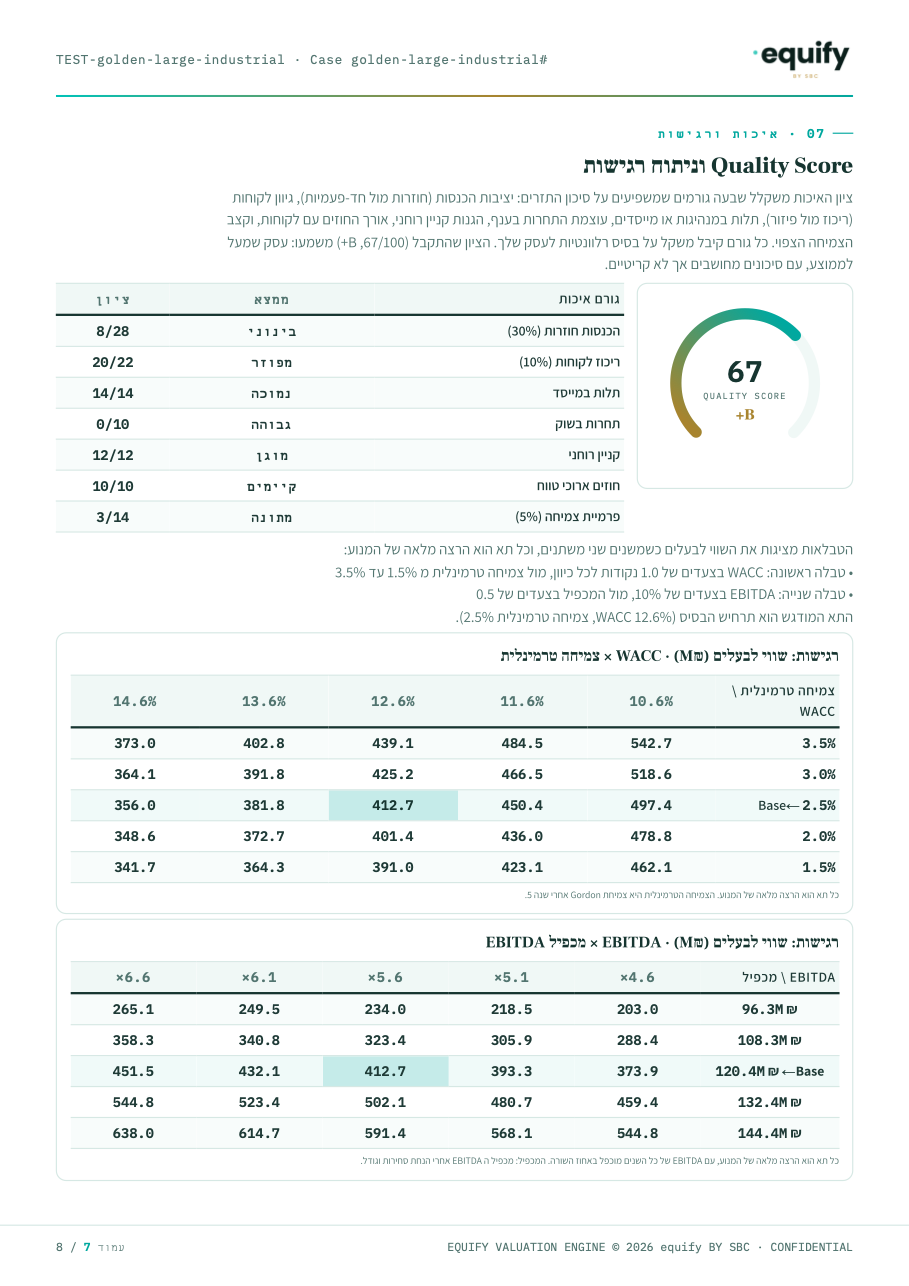 TEST-golden-large-industrial · Case golden-large-industrial#
equify
BY SBC
07 · איכות ורגישות
Quality Score וניתוח רגישות
ציון האיכות משקלל שבעה גורמים שמשפיעים על סיכון התזרים: יציבות הכנסות (חוזרות מול חד-פעמיות), גיוון לקוחות
(ריכוז מול פיזור), תלות במנהיגות או מייסדים, עוצמת התחרות בענף, הגנות קניין רוחני, אורך החוזים עם לקוחות, וקצב
הצמיחה הצפוי. כל גורם קיבל משקל על בסיס רלוונטיות לעסק שלך. הציון שהתקבל (67/100, B+) משמעו: עסק שמעל
לממוצע, עם סיכונים מחושבים אך לא קריטיים.
67
QUALITY SCORE
+B
גורם איכות ממצא ציון
הכנסות חוזרות (30%) בינוני 8/28
ריכוז לקוחות (10%) מפוזר 20/22
תלות במייסד נמוכה 14/14
תחרות בשוק גבוהה 0/10
קניין רוחני מוגן 12/12
חוזים ארוכי טווח קיימים 10/10
פרמיית צמיחה (5%) מתונה 3/14
הטבלאות מציגות את השווי לבעלים כשמשנים שני משתנים, וכל תא הוא הרצה מלאה של המנוע:
• טבלה ראשונה: WACC בצעדים של 1.0 נקודות לכל כיוון, מול צמיחה טרמינלית מ 1.5% עד 3.5%
• טבלה שנייה: EBITDA בצעדים של 10%, מול המכפיל בצעדים של 0.5
התא המודגש הוא תרחיש הבסיס (WACC 12.6%, צמיחה טרמינלית 2.5%).
רגישות: שווי לבעלים (₪M) · WACC × צמיחה טרמינלית
צמיחה טרמינלית \
WACC
10.6% 11.6% 12.6% 13.6% 14.6%
3.5% 542.7 484.5 439.1 402.8 373.0
3.0% 518.6 466.5 425.2 391.8 364.1
2.5% ←Base 497.4 450.4 412.7 381.8 356.0
2.0% 478.8 436.0 401.4 372.7 348.6
1.5% 462.1 423.1 391.0 364.3 341.7
כל תא הוא הרצה מלאה של המנוע. הצמיחה הטרמינלית היא צמיחת Gordon אחרי שנה 5.
רגישות: שווי לבעלים (₪M) · EBITDA × מכפיל EBITDA
EBITDA \ מכפיל ×4.6 ×5.1 ×5.6 ×6.1 ×6.6
96.3M ₪ 203.0 218.5 234.0 249.5 265.1
108.3M ₪ 288.4 305.9 323.4 340.8 358.3
120.4M ₪ ←Base 373.9 393.3 412.7 432.1 451.5
132.4M ₪ 459.4 480.7 502.1 523.4 544.8
144.4M ₪ 544.8 568.1 591.4 614.7 638.0
כל תא הוא הרצה מלאה של המנוע, עם EBITDA של כל השנים מוכפל באחוז השורה. המכפיל: מכפיל ה EBITDA אחרי הנחת סחירות וגודל.
EQUIFY VALUATION ENGINE © 2026 equify BY SBC · CONFIDENTIAL
עמוד 7 / 8